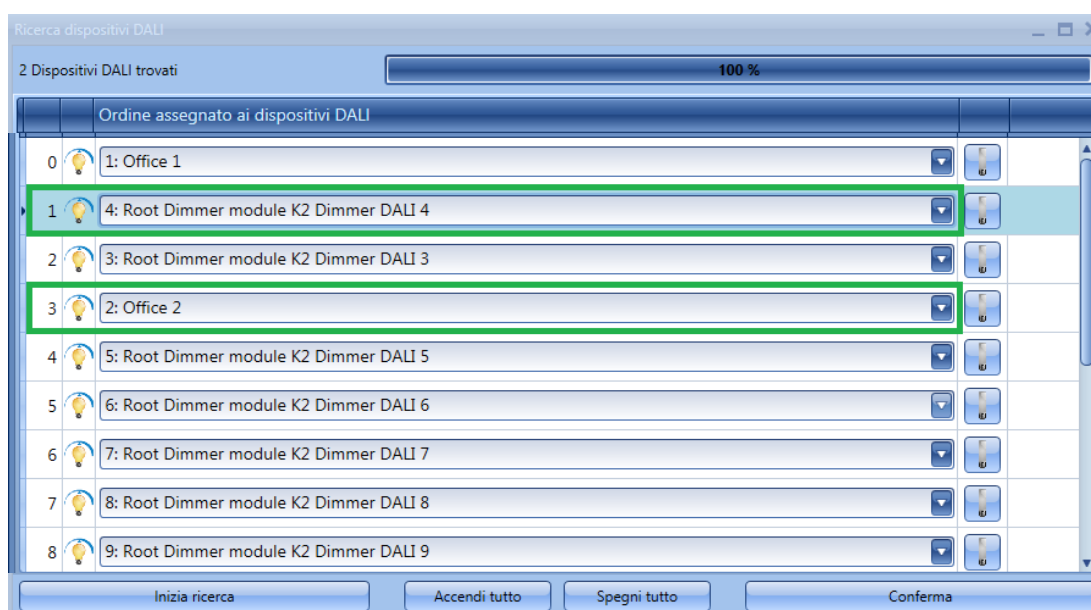 Ricerca dispositivi DALI
2 Dispositivi DALI trovati
100 %
Ordine assegnato ai dispositivi DALI
0 1: Office 1
1 4: Root Dimmer module K2 Dimmer DALI 4
2 3: Root Dimmer module K2 Dimmer DALI 3
3 2: Office 2
4 5: Root Dimmer module K2 Dimmer DALI 5
5 6: Root Dimmer module K2 Dimmer DALI 6
6 7: Root Dimmer module K2 Dimmer DALI 7
7 8: Root Dimmer module K2 Dimmer DALI 8
8 9: Root Dimmer module K2 Dimmer DALI 9
Inizia ricerca Accendi tutto Spegni tutto Conferma